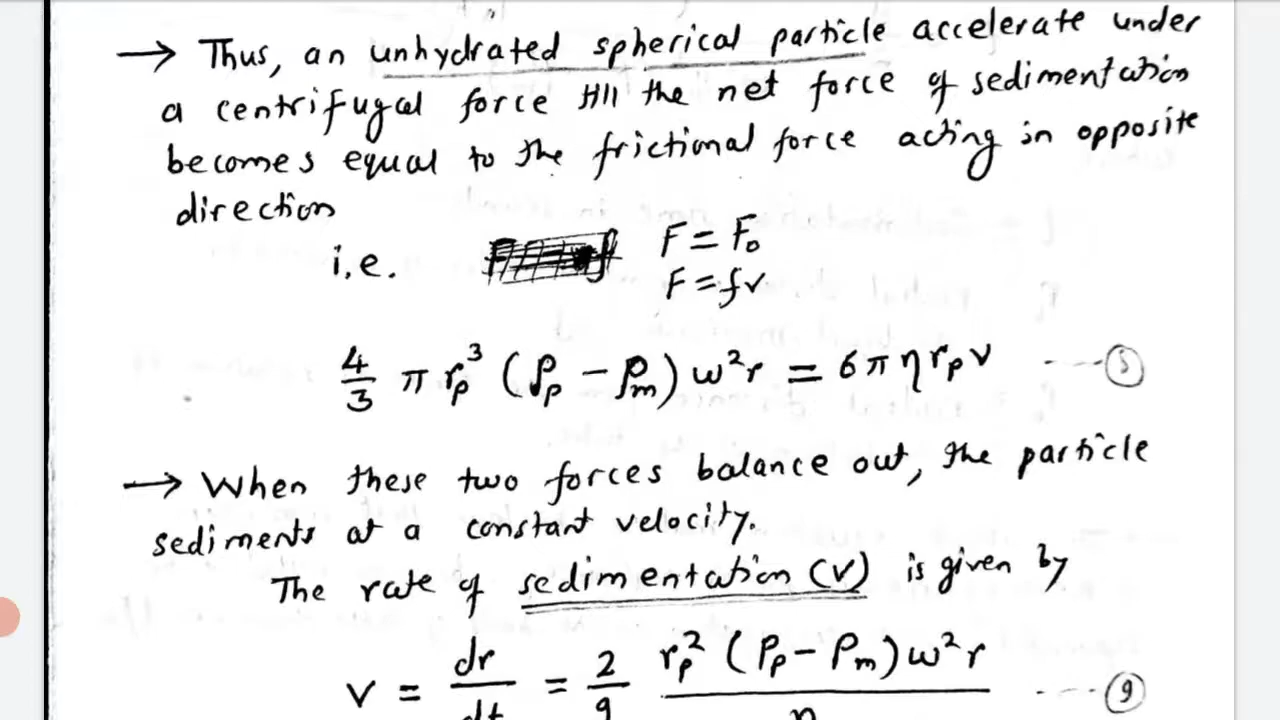 → Thus, an unhydrated spherical particle accelerate under
a centrifugal force till the net force of sedimentation
becomes equal to the frictional force acting in opposite
direction
i.e. F = F₀
F = fv
4/3 π rₚ³ (ρₚ − ρₘ) ω²r = 6πηrₚv
→ When these two forces balance out, the particle
sediments at a constant velocity.
The rate of sedimentation (v) is given by
v = dr/dt = 2/9 rₚ² (ρₚ − ρₘ) ω²r / η ----(9)